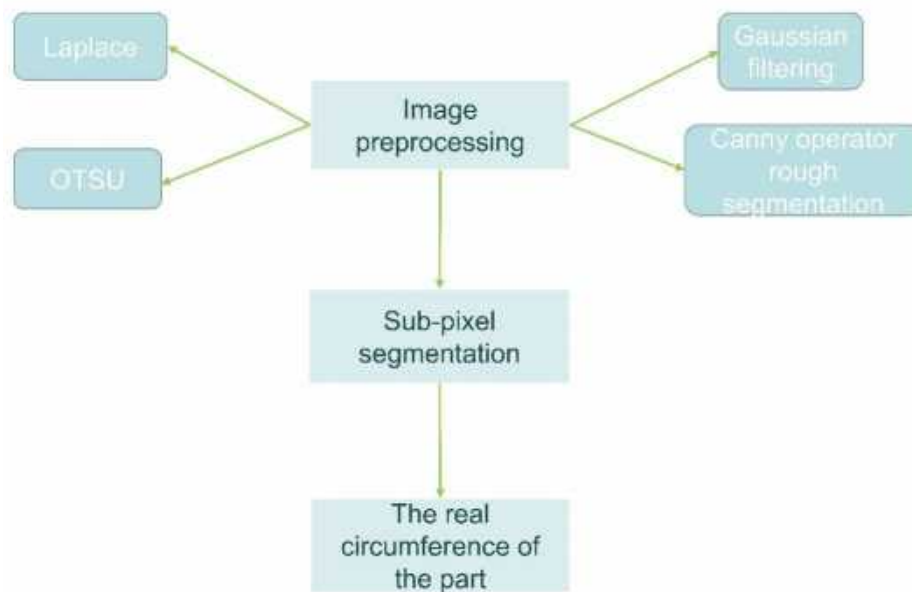 Laplace
Gaussian
filtering
Image
preprocessing
OTSU
Canny operator
rough
segmentation
Sub-pixel
segmentation
The real
circumference of
the part